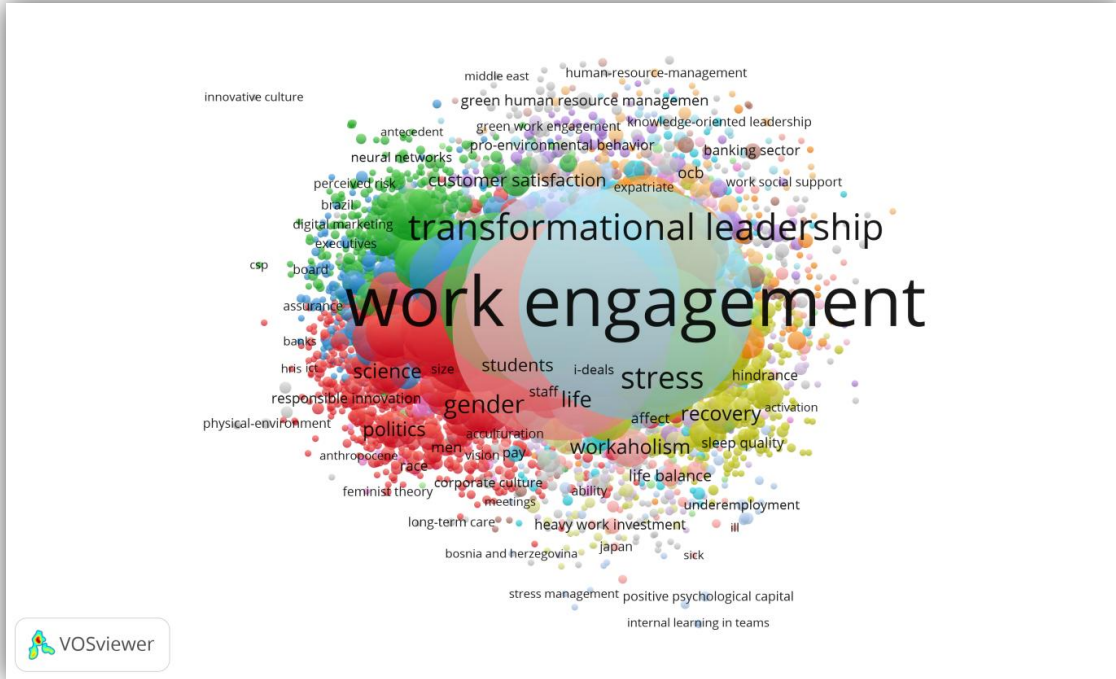 middle east
human-resource-management
innovative culture
green human resource managemen
antecedent
green work engagement
knowledge-oriented leadership
neural networks
pro-environmental behavior
banking sector
perceived risk
customer satisfaction
expatriate
ocb
work social support
brazil
digital marketing
transformational leadership
executives
csp
board
assurance
work engagement
banks
hris ict
science
size
students
i-deals
stress
hindrance
responsible innovation
gender
staff
life
affect
recovery
activation
physical-environment
politics
acculturation
men
vision
pay
workaholism
sleep quality
anthropocene
race
corporate culture
life balance
feminist theory
meetings
ability
underemployment
long-term care
heavy work investment
ill
bosnia and herzegovina
japan
sick
stress management
positive psychological capital
internal learning in teams
VOSviewer